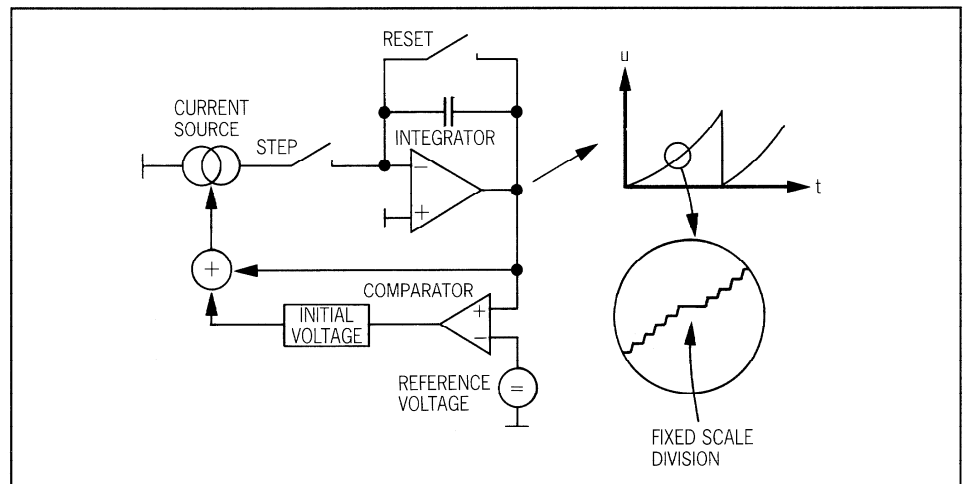 RESET
CURRENT
SOURCE
STEP
INTEGRATOR
−
+
u
t
+
COMPARATOR
+
−
INITIAL
VOLTAGE
REFERENCE
VOLTAGE
=
FIXED SCALE
DIVISION